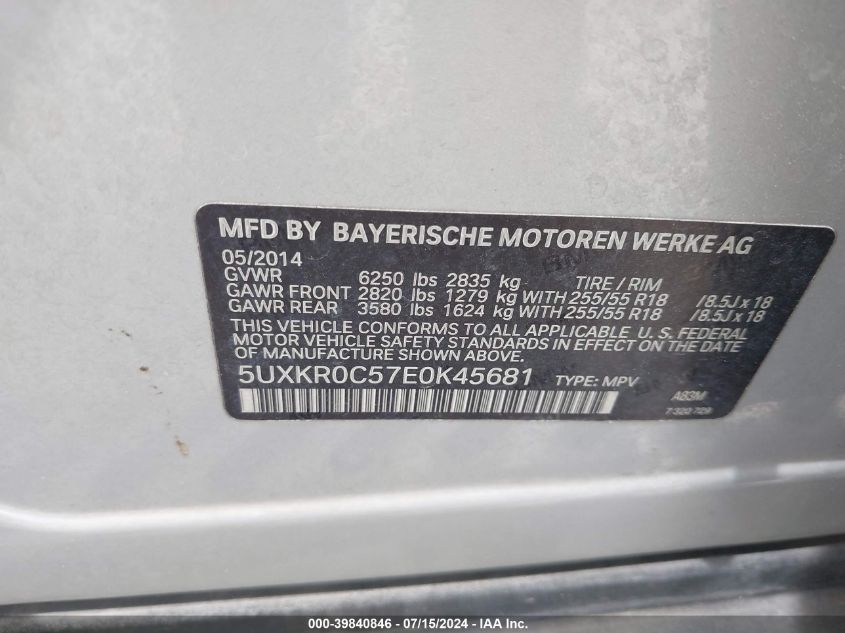 MFD BY BAYERISCHE MOTOREN WERKE AG
05/2014
GVWR 6250 lbs 2835 kg TIRE / RIM
GAWR FRONT 2820 lbs 1279 kg WITH 255/55 R18 /8.5J x 18
GAWR REAR 3580 lbs 1624 kg WITH 255/55 R18 /8.5J x 18
THIS VEHICLE CONFORMS TO ALL APPLICABLE U. S. FEDERAL
MOTOR VEHICLE SAFETY STANDARDS IN EFFECT ON THE DATE
OF MANUFACTURE SHOWN ABOVE.
5UXKR0C57E0K45681 TYPE: MPV A83M
7 320 729
000-39840846 - 07/15/2024 - IAA Inc.